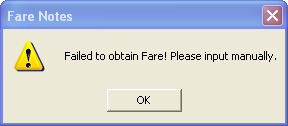 Fare Notes
Failed to obtain Fare! Please input manually.
OK